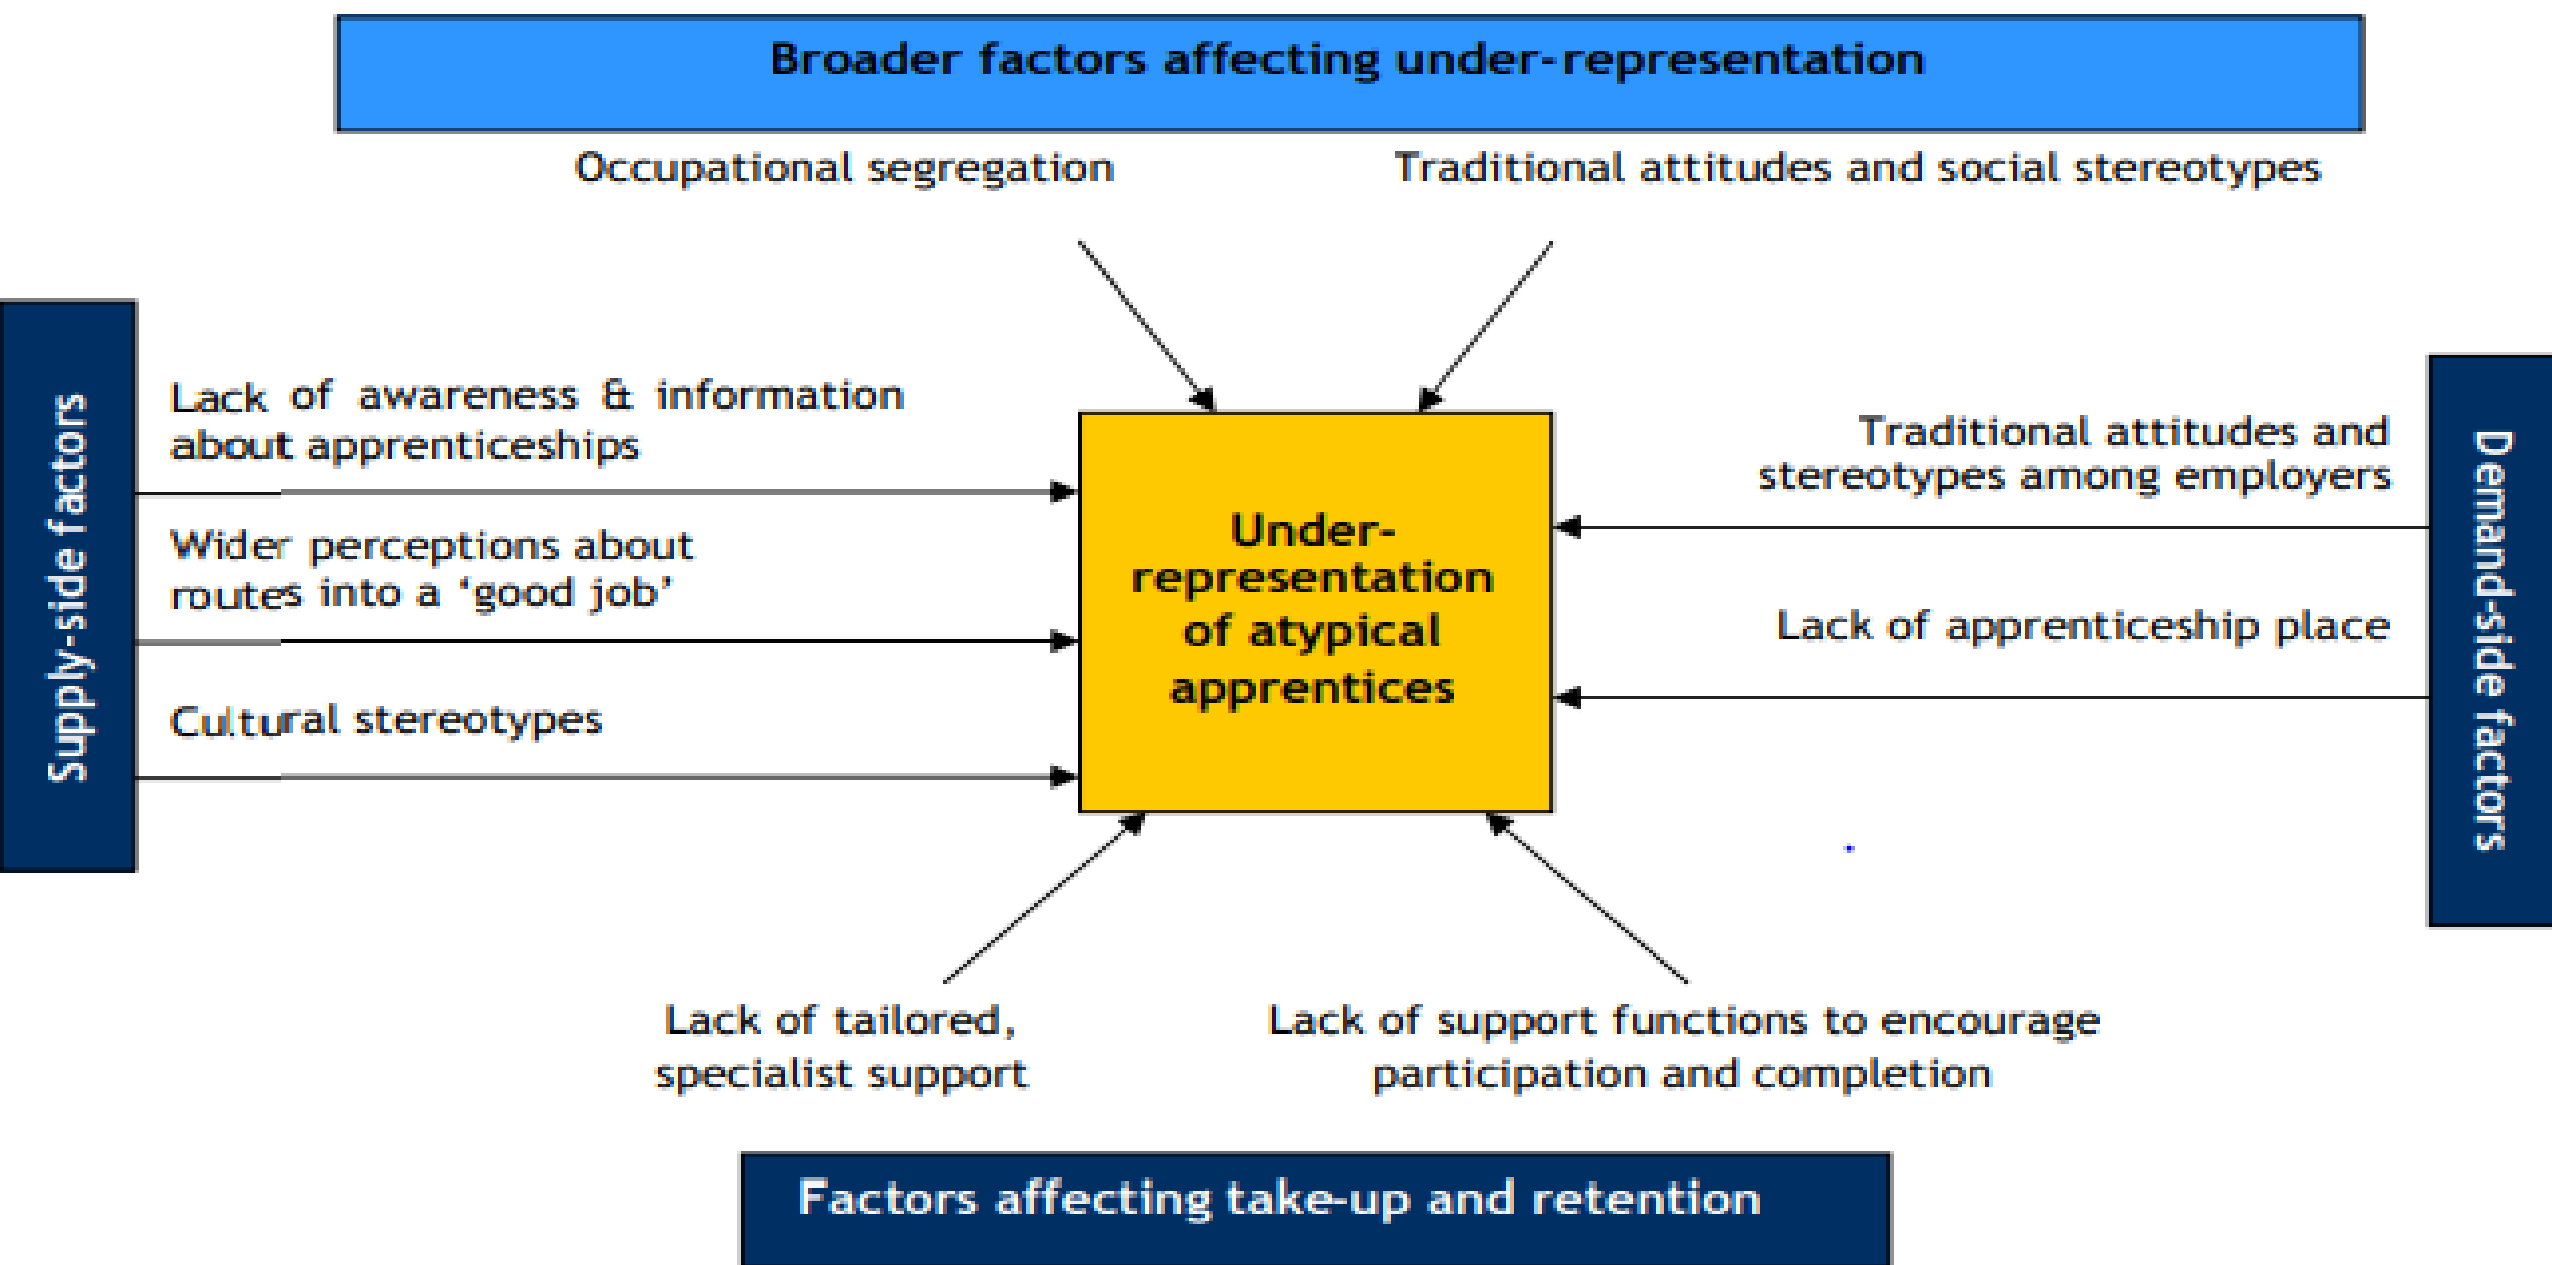 Broader factors affecting under-representation
Occupational segregation
Traditional attitudes and social stereotypes
Supply-side factors
Lack of awareness & information
about apprenticeships
Wider perceptions about
routes into a ‘good job’
Cultural stereotypes
Under-
representation
of atypical
apprentices
Traditional attitudes and
stereotypes among employers
Lack of apprenticeship place
Demand-side factors
Lack of tailored,
specialist support
Lack of support functions to encourage
participation and completion
Factors affecting take-up and retention